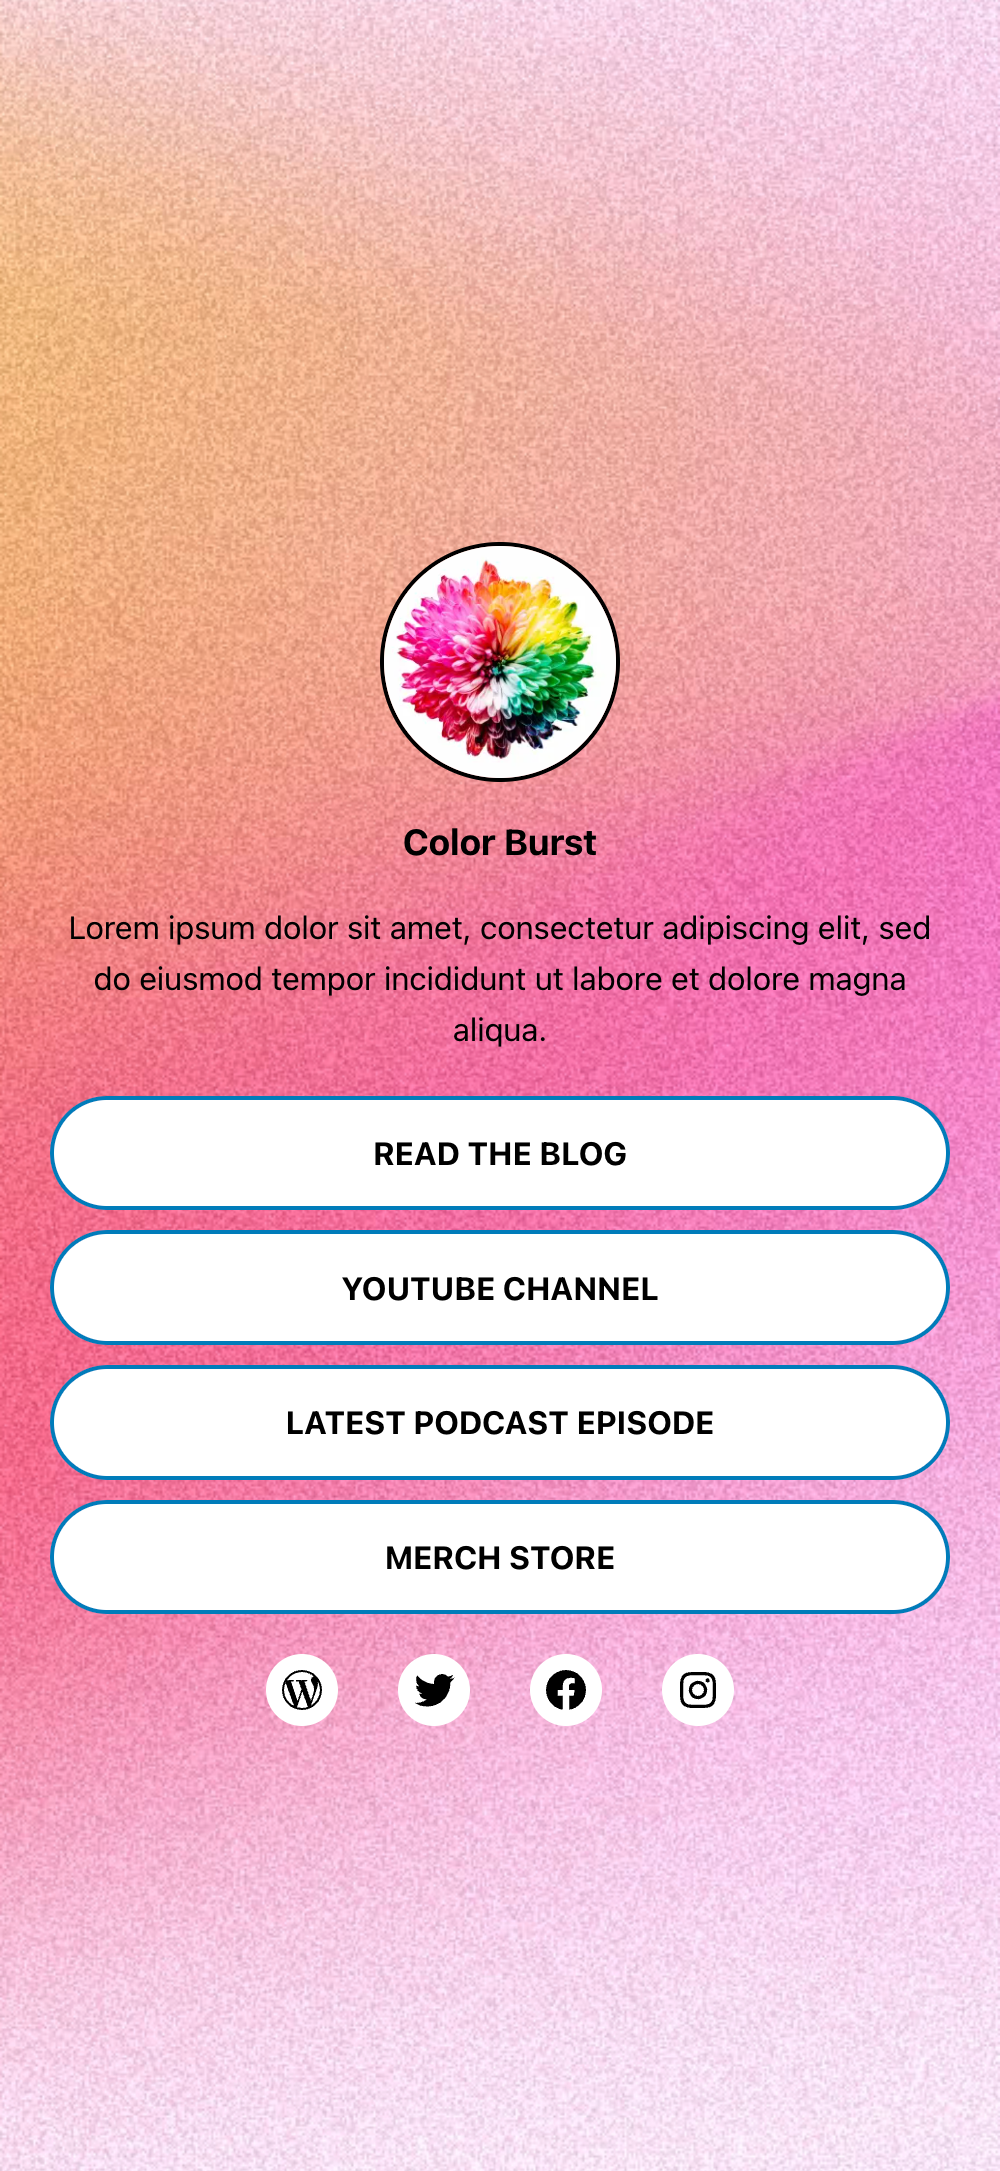 Color Burst
Lorem ipsum dolor sit amet, consectetur adipiscing elit, sed
do eiusmod tempor incididunt ut labore et dolore magna
aliqua.
READ THE BLOG
YOUTUBE CHANNEL
LATEST PODCAST EPISODE
MERCH STORE